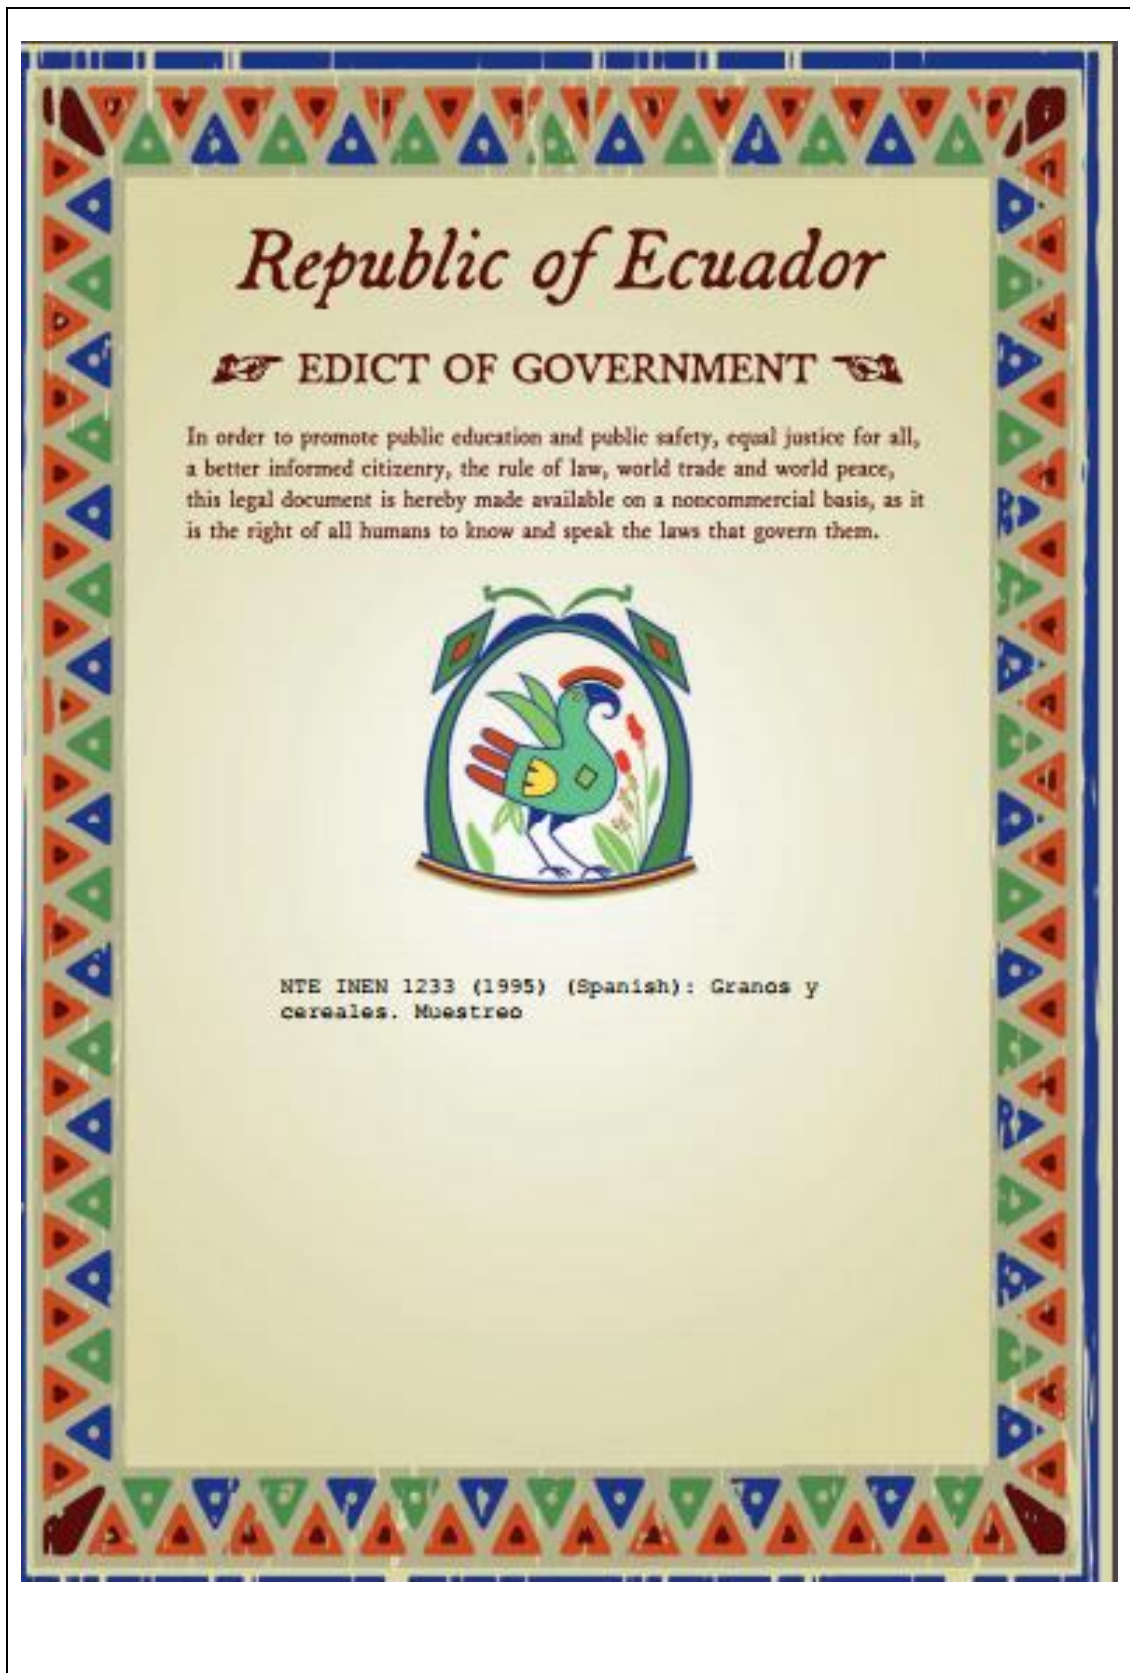 Republic of Ecuador
EDICT OF GOVERNMENT
In order to promote public education and public safety, equal justice for all,
a better informed citizenry, the rule of law, world trade and world peace,
this legal document is hereby made available on a noncommercial basis, as it
is the right of all humans to know and speak the laws that govern them.
NTE INEN 1233 (1995) (Spanish): Granos y
cereales. Muestreo